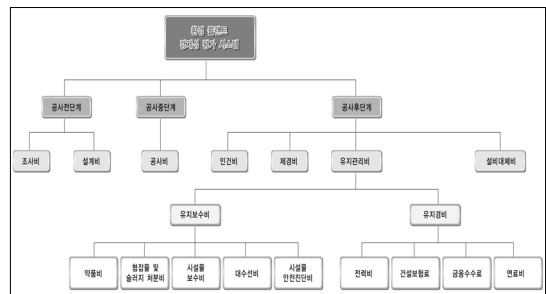 환경 플랜트
경제성 평가 시스템
공사전단계
공사중단계
공사후단계
조사비
설계비
공사비
인건비
제경비
유지관리비
설비대체비
유지보수비
유지경비
약품비
협잡물 및
슬러지 처분비
시설물
보수비
대수선비
시설물
안전진단비
전력비
건설보험료
금융수수료
연료비